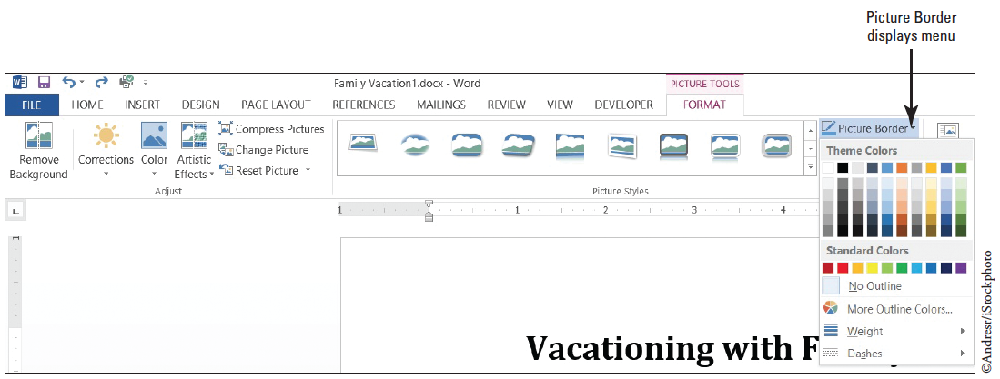 Picture Border
displays menu
Family Vacation1.docx - Word
PICTURE TOOLS
FILE HOME INSERT DESIGN PAGE LAYOUT REFERENCES MAILINGS REVIEW VIEW DEVELOPER FORMAT
Remove
Background
Corrections
Color
Artistic
Effects
Compress Pictures
Change Picture
Reset Picture
Adjust
Picture Styles
Picture Border
Theme Colors
Standard Colors
No Outline
More Outline Colors...
Weight
Dashes
1 1 2 3 4
1
Vacationing with F
©Andresr/iStockphoto